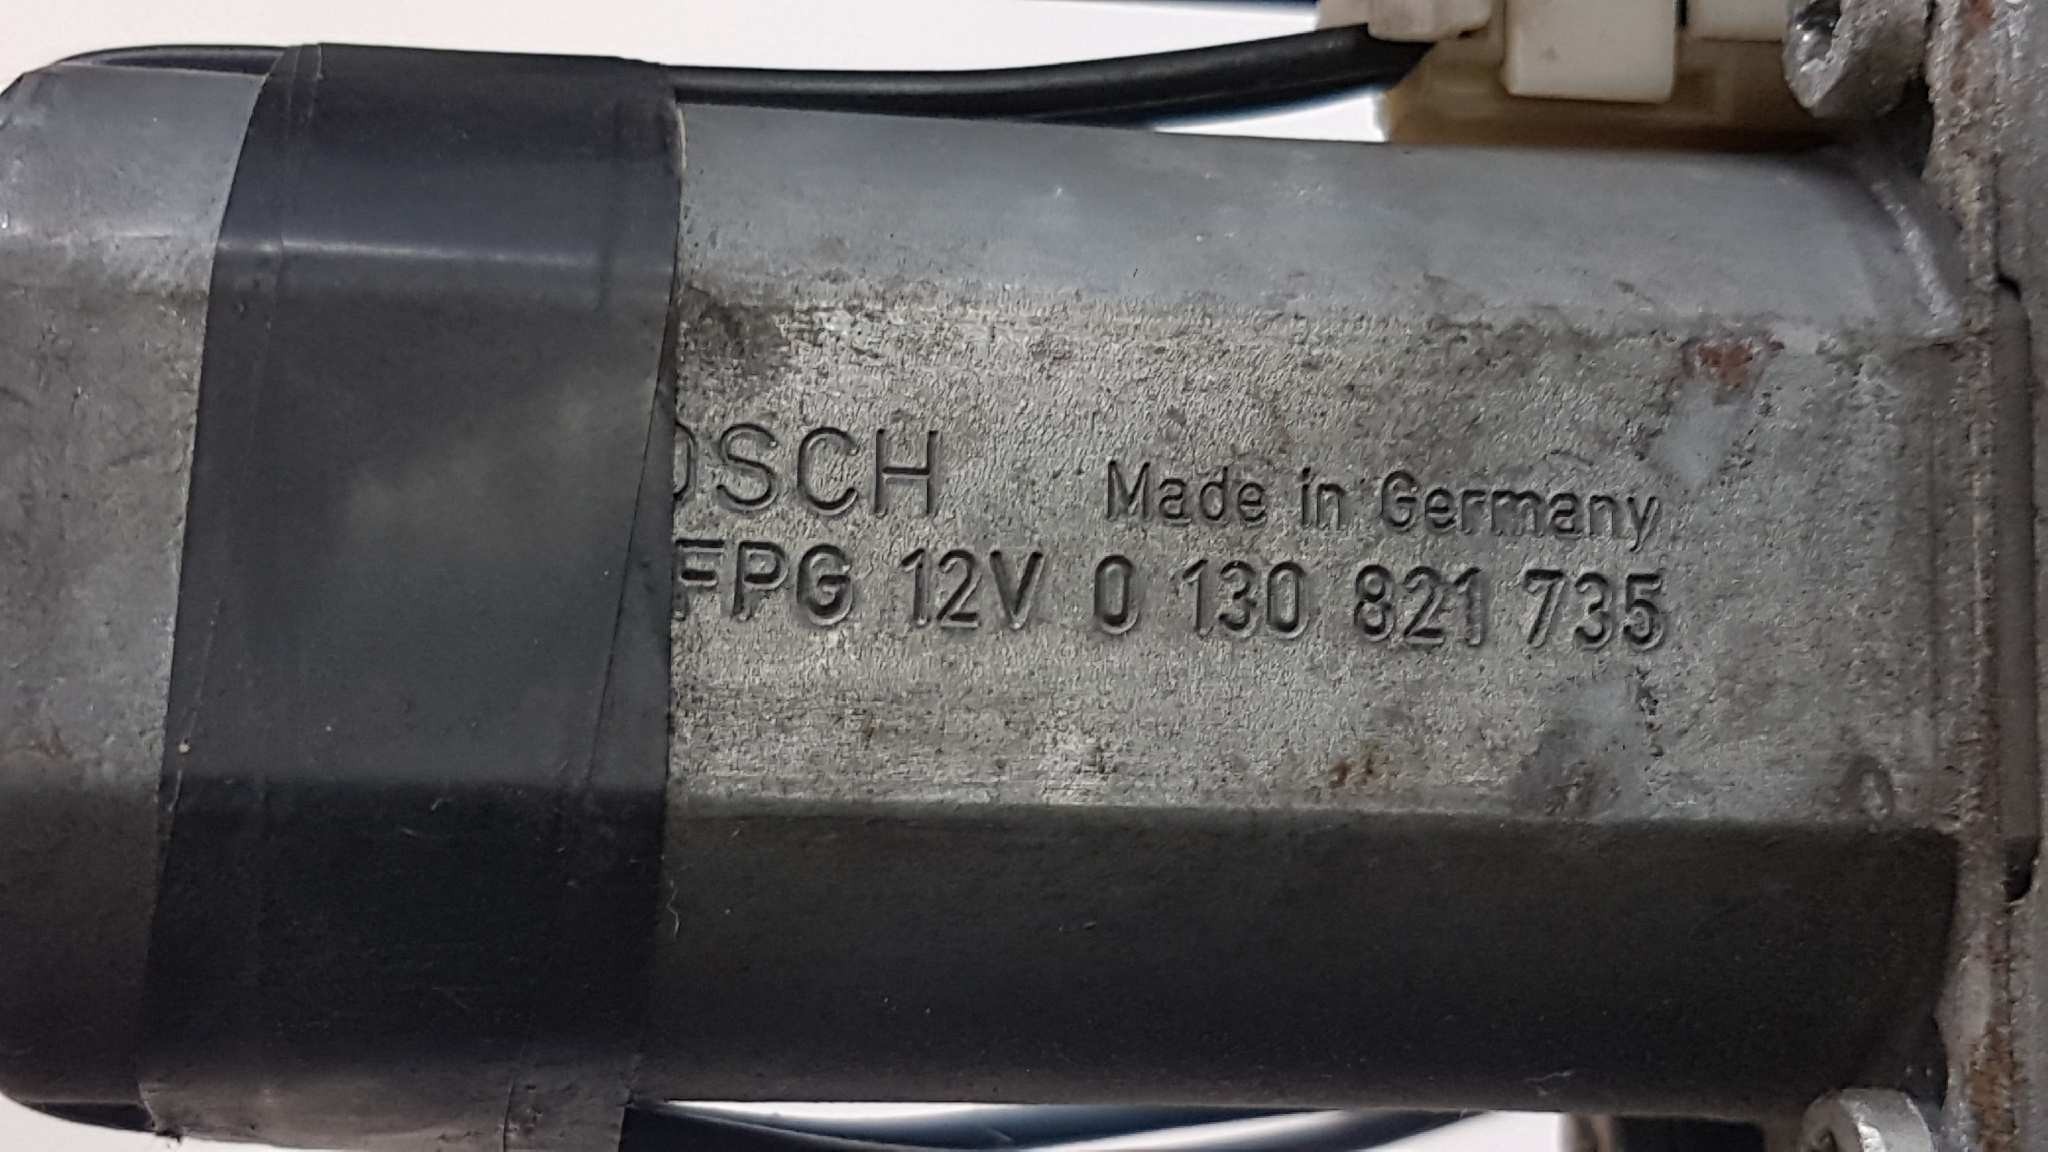 OSCH Made in Germany
FPG 12V 0 130 821 735